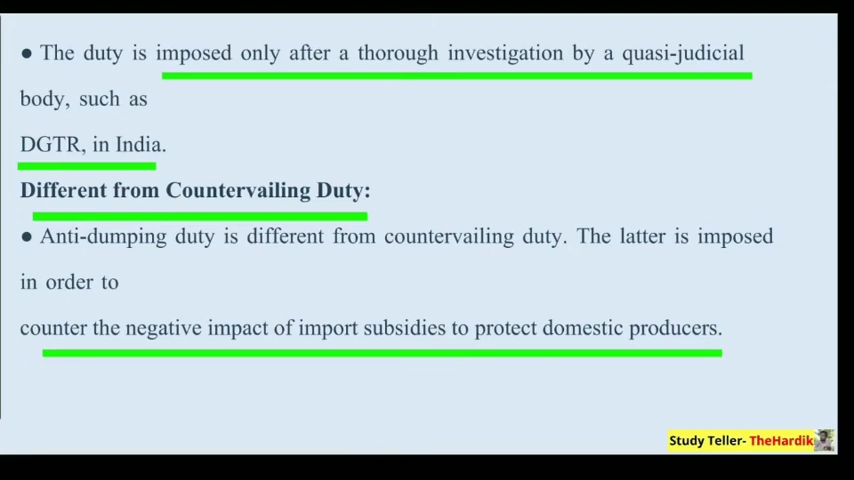 ● The duty is imposed only after a thorough investigation by a quasi-judicial
body, such as
DGTR, in India.
Different from Countervailing Duty:
● Anti-dumping duty is different from countervailing duty. The latter is imposed
in order to
counter the negative impact of import subsidies to protect domestic producers.
Study Teller- TheHardik